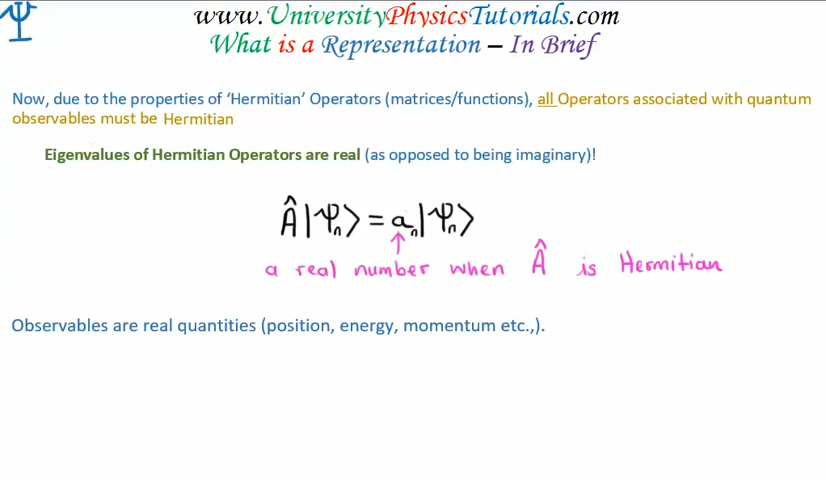 www.UniversityPhysicsTutorials.com
What is a Representation – In Brief
Now, due to the properties of ‘Hermitian’ Operators (matrices/functions), all Operators associated with quantum
observables must be Hermitian
Eigenvalues of Hermitian Operators are real (as opposed to being imaginary)!
Â|Ψₙ⟩ = aₙ|Ψₙ⟩
a real number when Â is Hermitian
Observables are real quantities (position, energy, momentum etc.,).